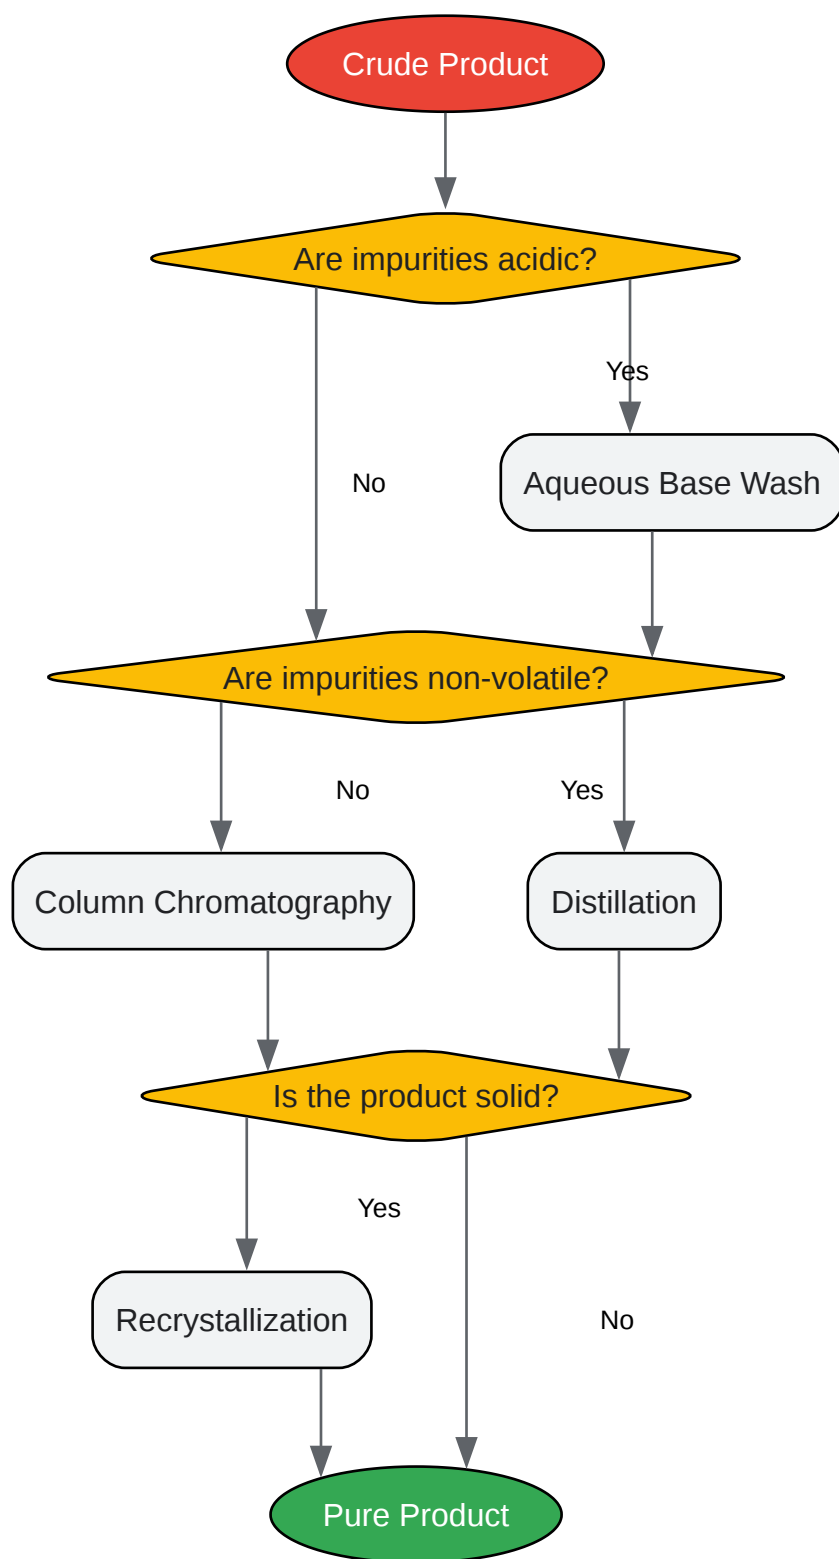 Crude Product
Are impurities acidic?
Yes
No
Aqueous Base Wash
Are impurities non-volatile?
No
Yes
Column Chromatography
Distillation
Is the product solid?
Yes
Recrystallization
No
Pure Product